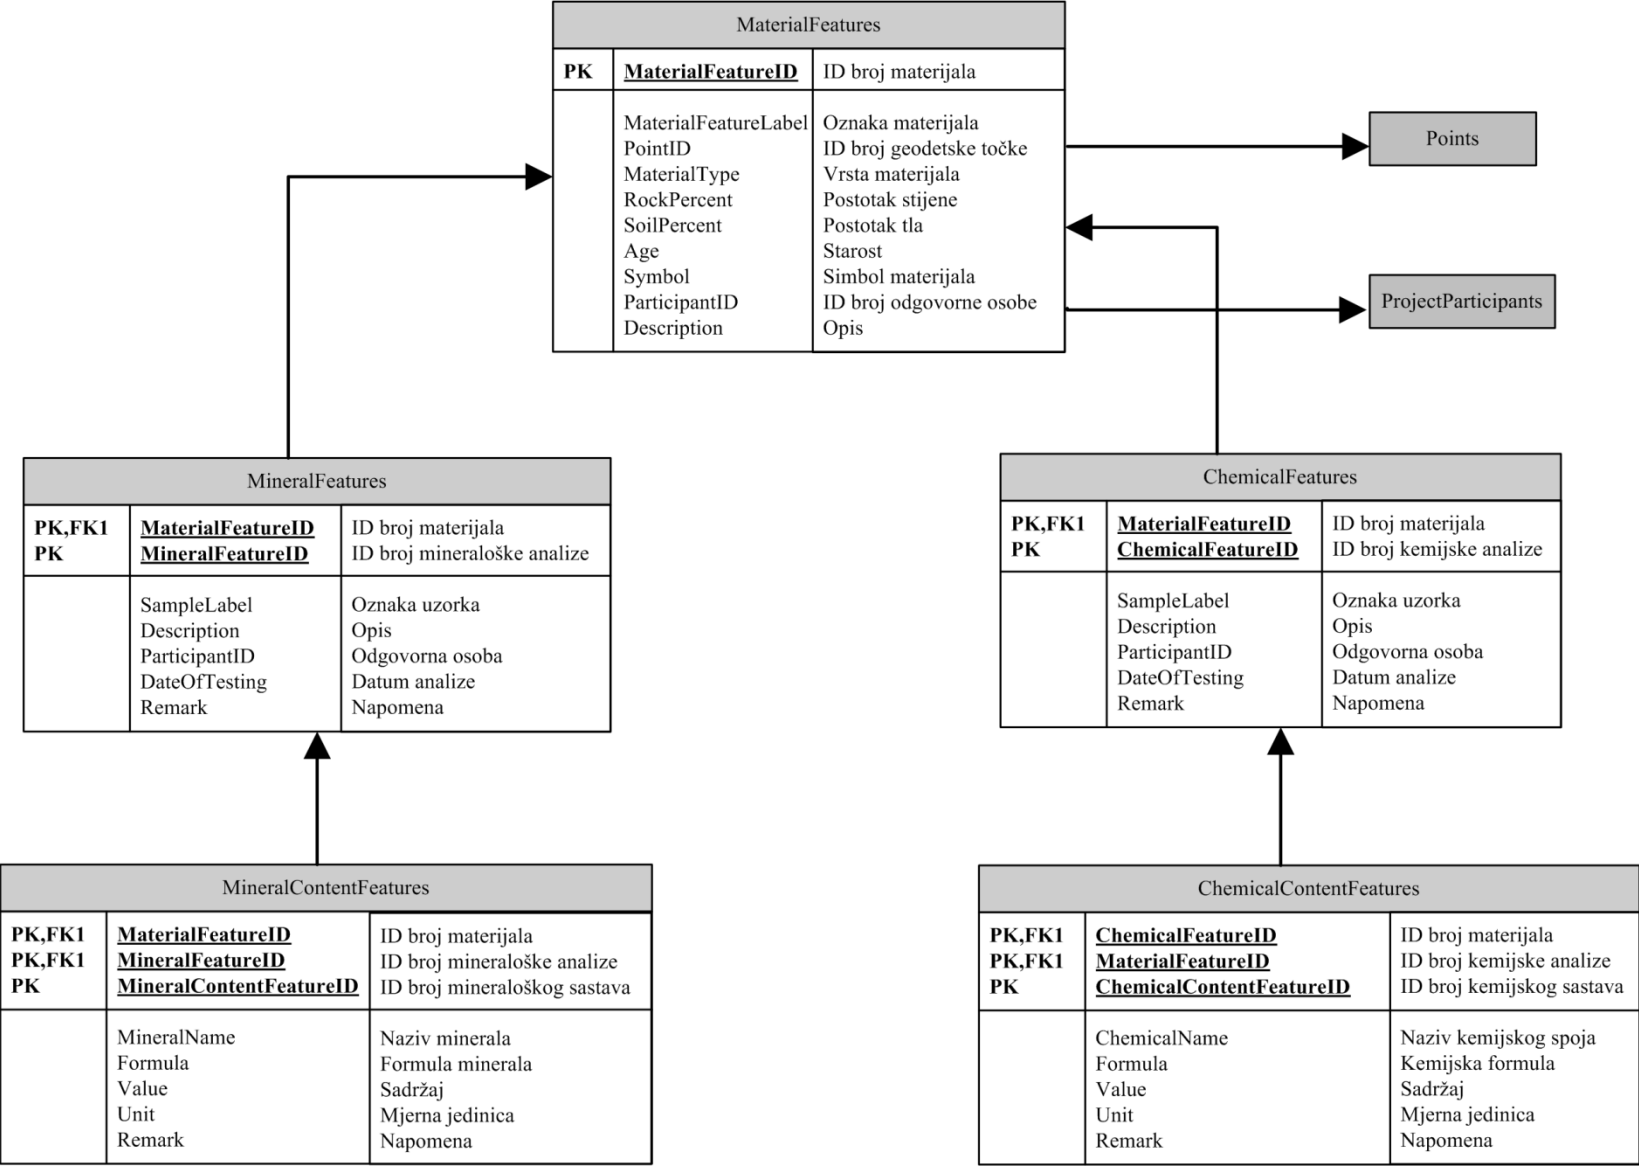 MaterialFeatures
PK MaterialFeatureID ID broj materijala
MaterialFeatureLabel Oznaka materijala
PointID ID broj geodetske točke
MaterialType Vrsta materijala
RockPercent Postotak stijene
SoilPercent Postotak tla
Age Starost
Symbol Simbol materijala
ParticipantID ID broj odgovorne osobe
Description Opis
Points
ProjectParticipants
MineralFeatures
PK,FK1 MaterialFeatureID ID broj materijala
PK MineralFeatureID ID broj mineraloške analize
SampleLabel Oznaka uzorka
Description Opis
ParticipantID Odgovorna osoba
DateOfTesting Datum analize
Remark Napomena
ChemicalFeatures
PK,FK1 MaterialFeatureID ID broj materijala
PK ChemicalFeatureID ID broj kemijske analize
SampleLabel Oznaka uzorka
Description Opis
ParticipantID Odgovorna osoba
DateOfTesting Datum analize
Remark Napomena
MineralContentFeatures
PK,FK1 MaterialFeatureID ID broj materijala
PK,FK1 MineralFeatureID ID broj mineraloške analize
PK MineralContentFeatureID ID broj mineraloškog sastava
MineralName Naziv minerala
Formula Formula minerala
Value Sadržaj
Unit Mjerna jedinica
Remark Napomena
ChemicalContentFeatures
PK,FK1 ChemicalFeatureID ID broj materijala
PK,FK1 MaterialFeatureID ID broj kemijske analize
PK ChemicalContentFeatureID ID broj kemijskog sastava
ChemicalName Naziv kemijskog spoja
Formula Kemijska formula
Value Sadržaj
Unit Mjerna jedinica
Remark Napomena